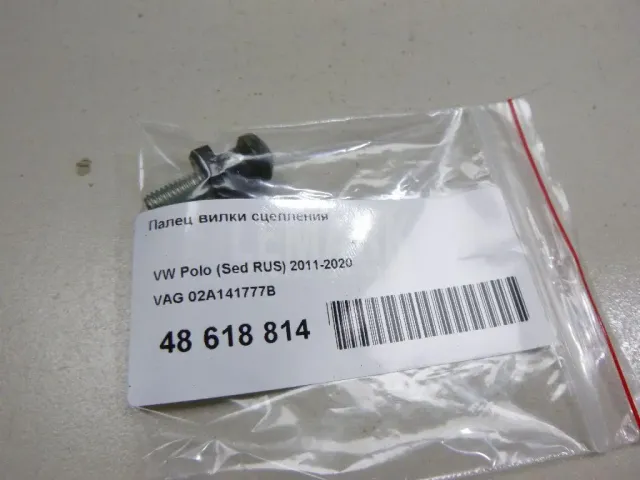 Палец вилки сцепления
VW Polo (Sed RUS) 2011-2020
VAG 02A141777B
48 618 814